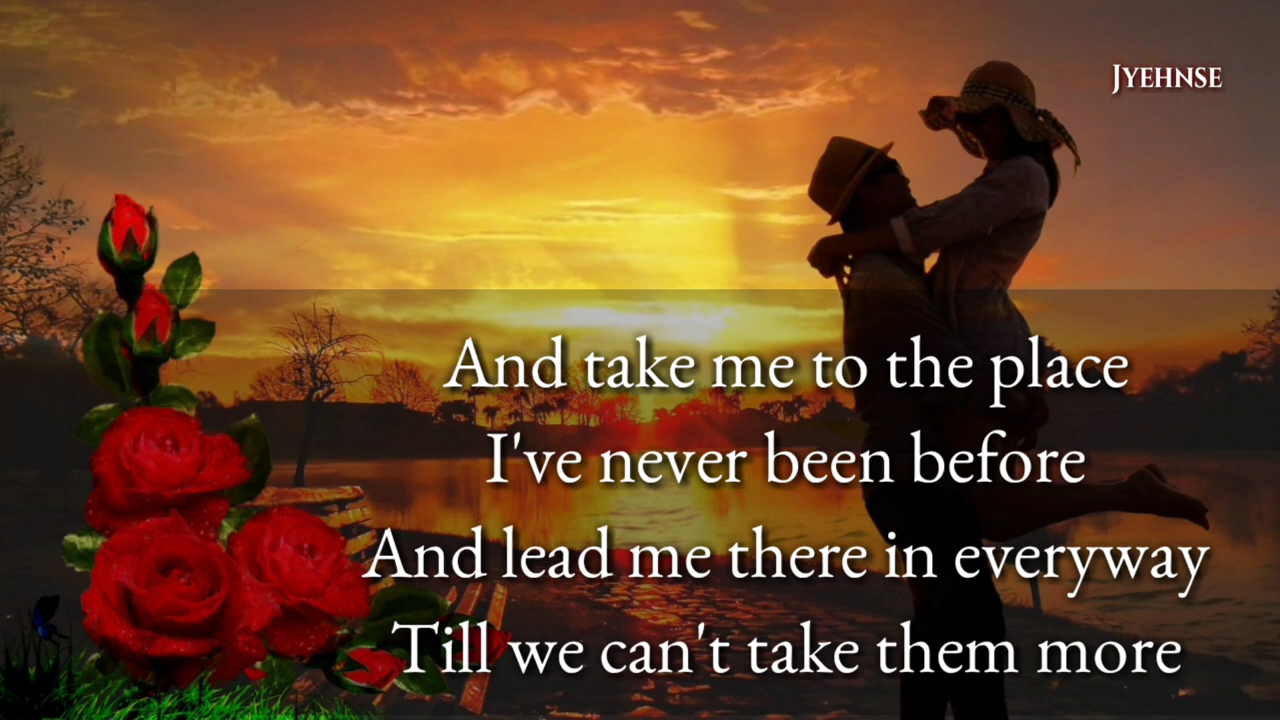 Jyehnse
And take me to the place
I've never been before
And lead me there in everyway
Till we can't take them more